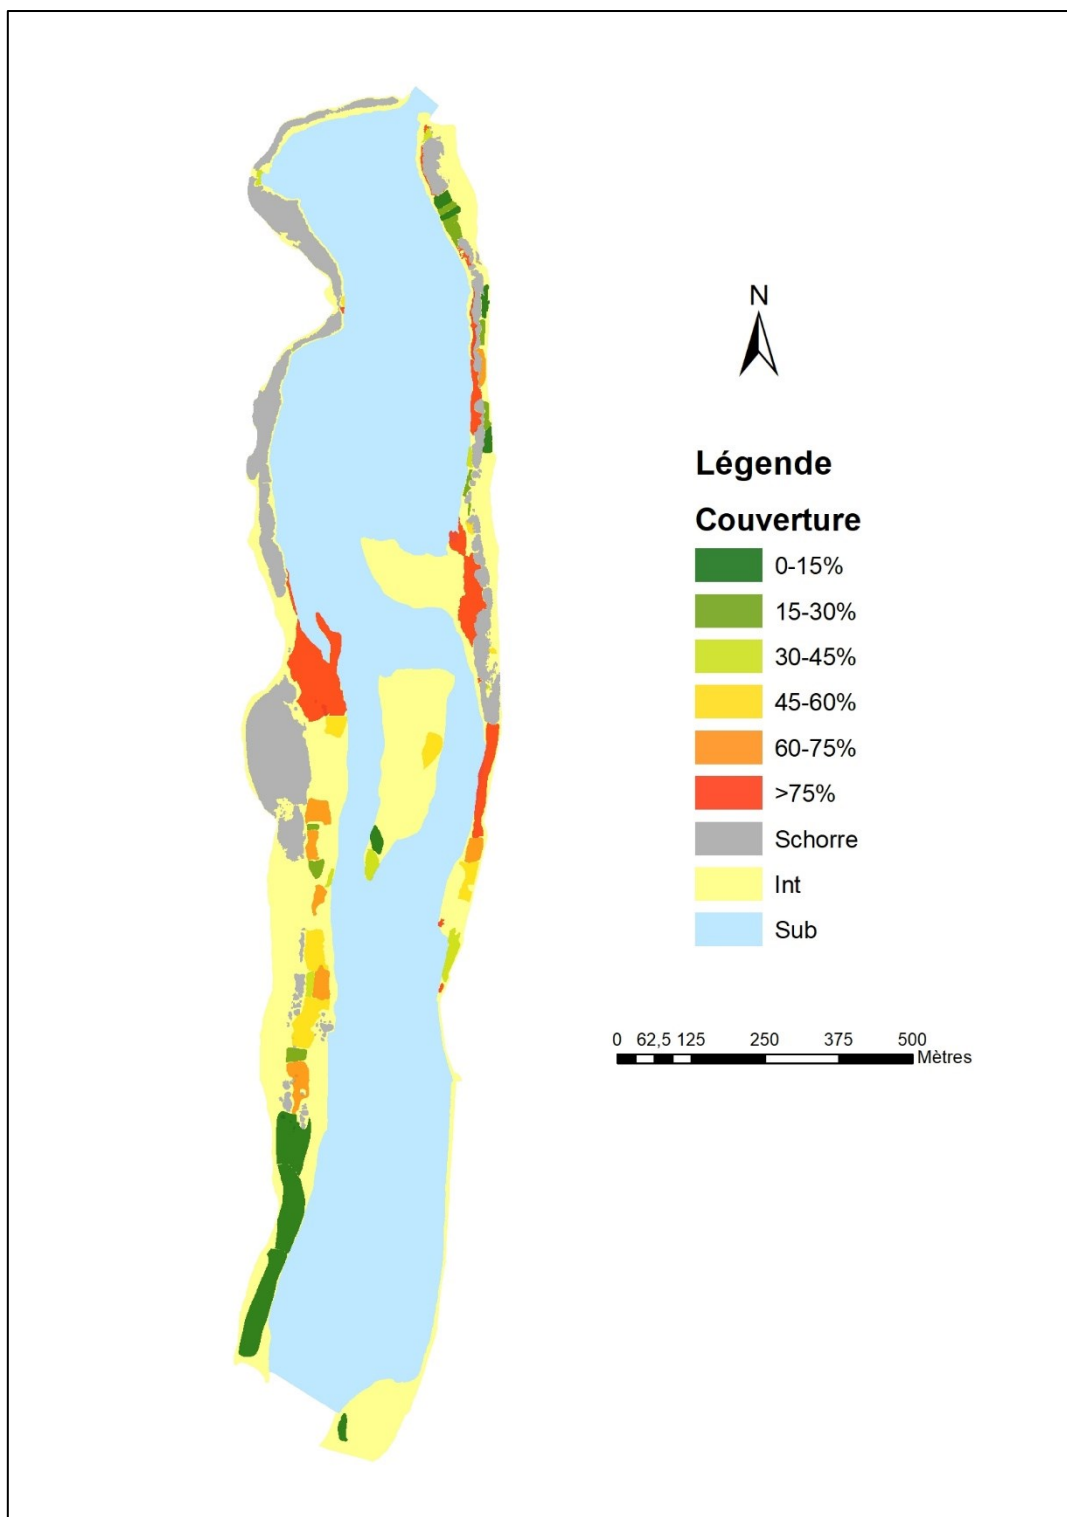 N
Légende
Couverture
0-15%
15-30%
30-45%
45-60%
60-75%
>75%
Schorre
Int
Sub
0 62,5 125 250 375 500
Mètres